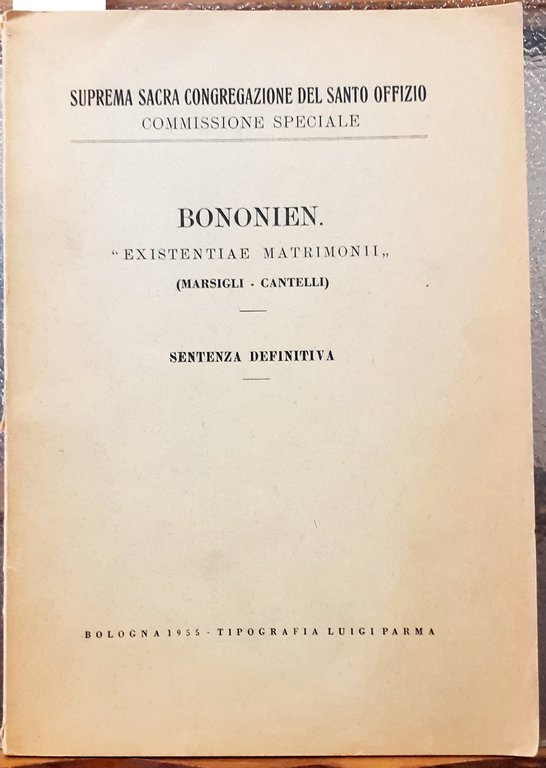 SUPREMA SACRA CONGREGAZIONE DEL SANTO OFFIZIO
COMMISSIONE SPECIALE
BONONIEN.
“EXISTENTIAE MATRIMONII„
(MARSIGLI - CANTELLI)
SENTENZA DEFINITIVA
BOLOGNA 1955 - TIPOGRAFIA LUIGI PARMA